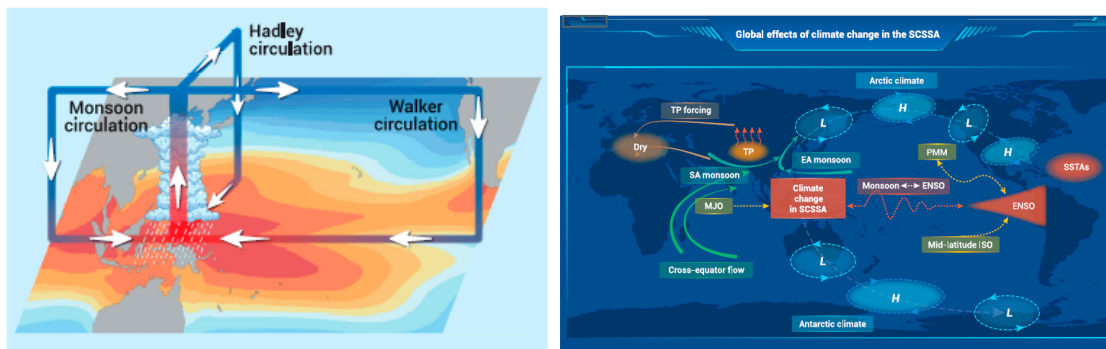 Hadley
circulation
Monsoon
circulation
Walker
circulation
Global effects of climate change in the SCSSA
Arctic climate
TP forcing
H
L
L
Dry
TP
EA monsoon
PMM
H
SSTAs
SA monsoon
Climate
change
in SCSSA
Monsoon ENSO
MJO
ENSO
Mid-latitude ISO
L
Cross-equator flow
H
L
Antarctic climate